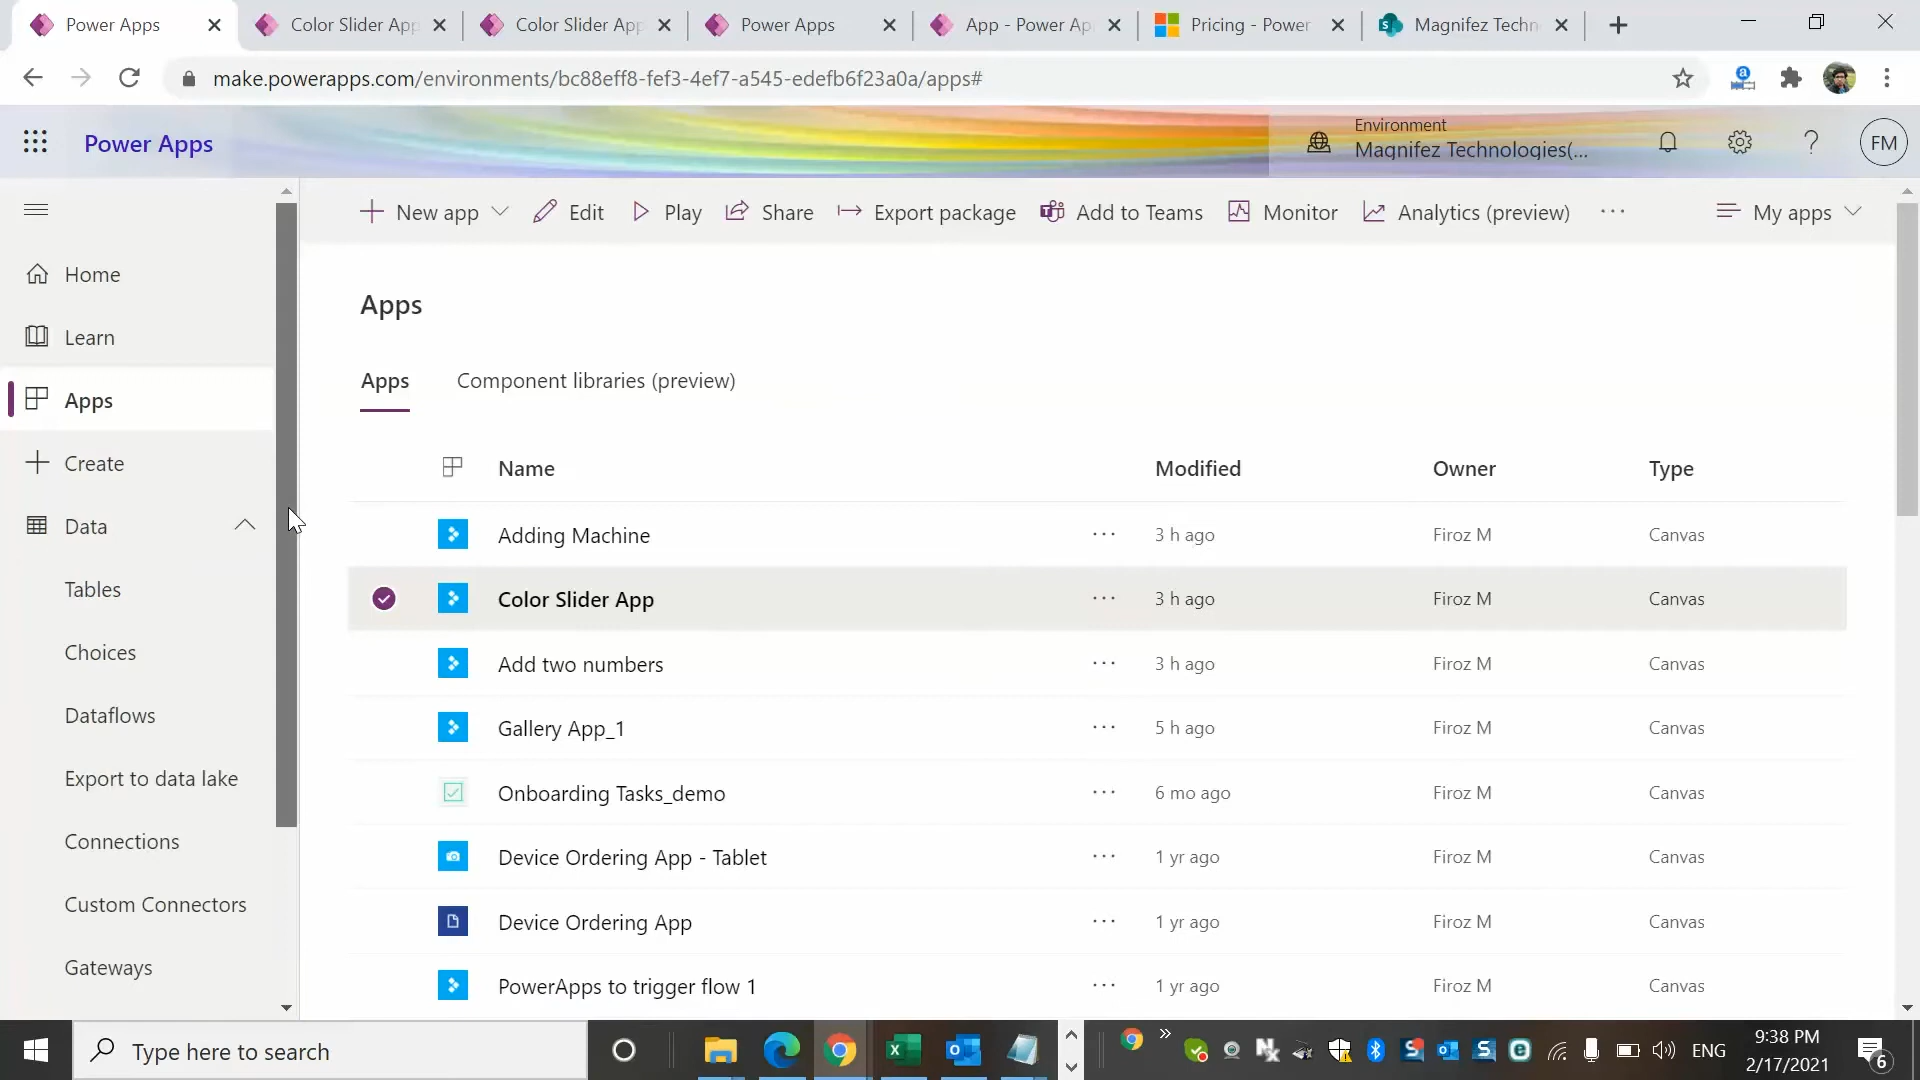 Power Apps
Color Slider App
Color Slider App
Power Apps
App - Power Ap
Pricing - Power
Magnifez Techn
make.powerapps.com/environments/bc88eff8-fef3-4ef7-a545-edefb6f23a0a/apps#
Power Apps
Environment
Magnifez Technologies(...
FM
New app
Edit
Play
Share
Export package
Add to Teams
Monitor
Analytics (preview)
My apps
Home
Learn
Apps
Create
Data
Tables
Choices
Dataflows
Export to data lake
Connections
Custom Connectors
Gateways
Apps
Apps
Component libraries (preview)
Name Modified Owner Type
Adding Machine ... 3 h ago Firoz M Canvas
Color Slider App ... 3 h ago Firoz M Canvas
Add two numbers ... 3 h ago Firoz M Canvas
Gallery App_1 ... 5 h ago Firoz M Canvas
Onboarding Tasks_demo ... 6 mo ago Firoz M Canvas
Device Ordering App - Tablet ... 1 yr ago Firoz M Canvas
Device Ordering App ... 1 yr ago Firoz M Canvas
PowerApps to trigger flow 1 ... 1 yr ago Firoz M Canvas
Type here to search
ENG
9:38 PM
2/17/2021
6